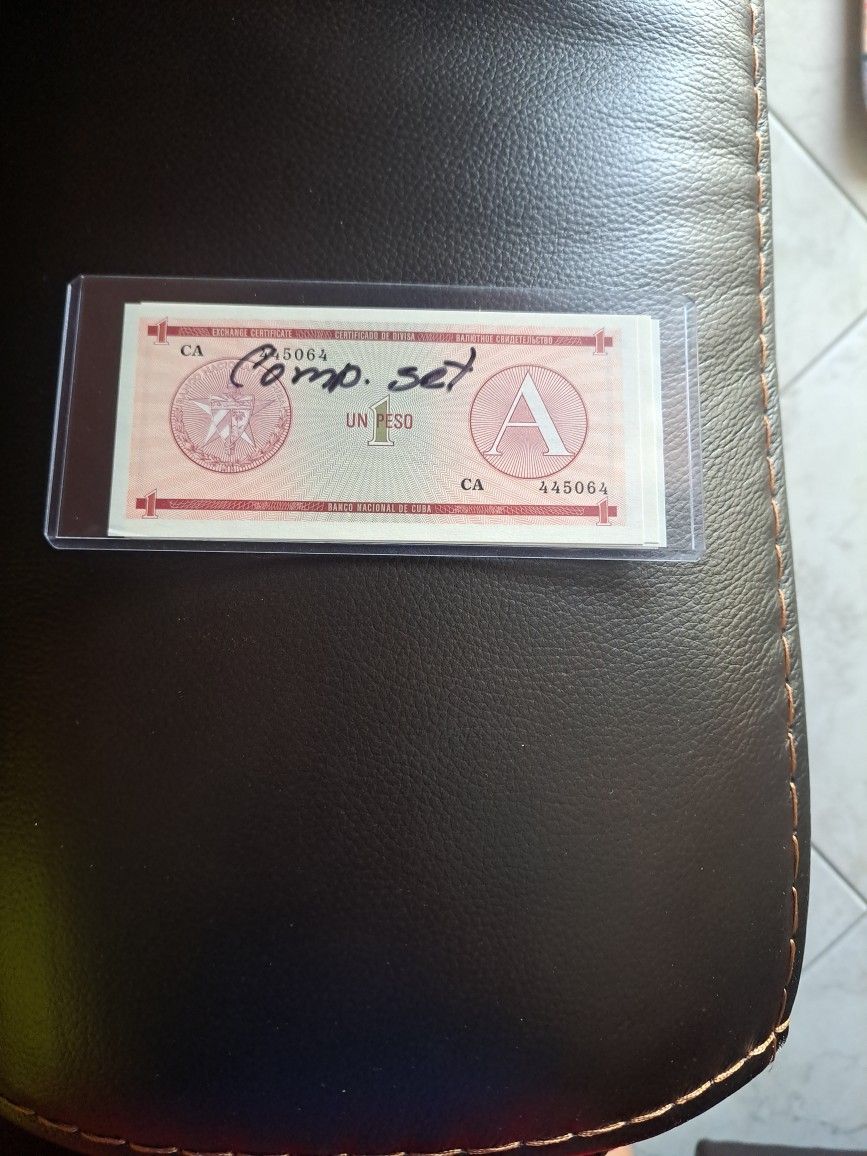 1 EXCHANGE CERTIFICATE CERTIFICADO DE DIVISA ВАЛЮТНОЕ СВИДЕТЕЛЬСТВО 1
CA 445064
Comp. set
UN 1 PESO
A
CA 445064
1 BANCO NACIONAL DE CUBA 1